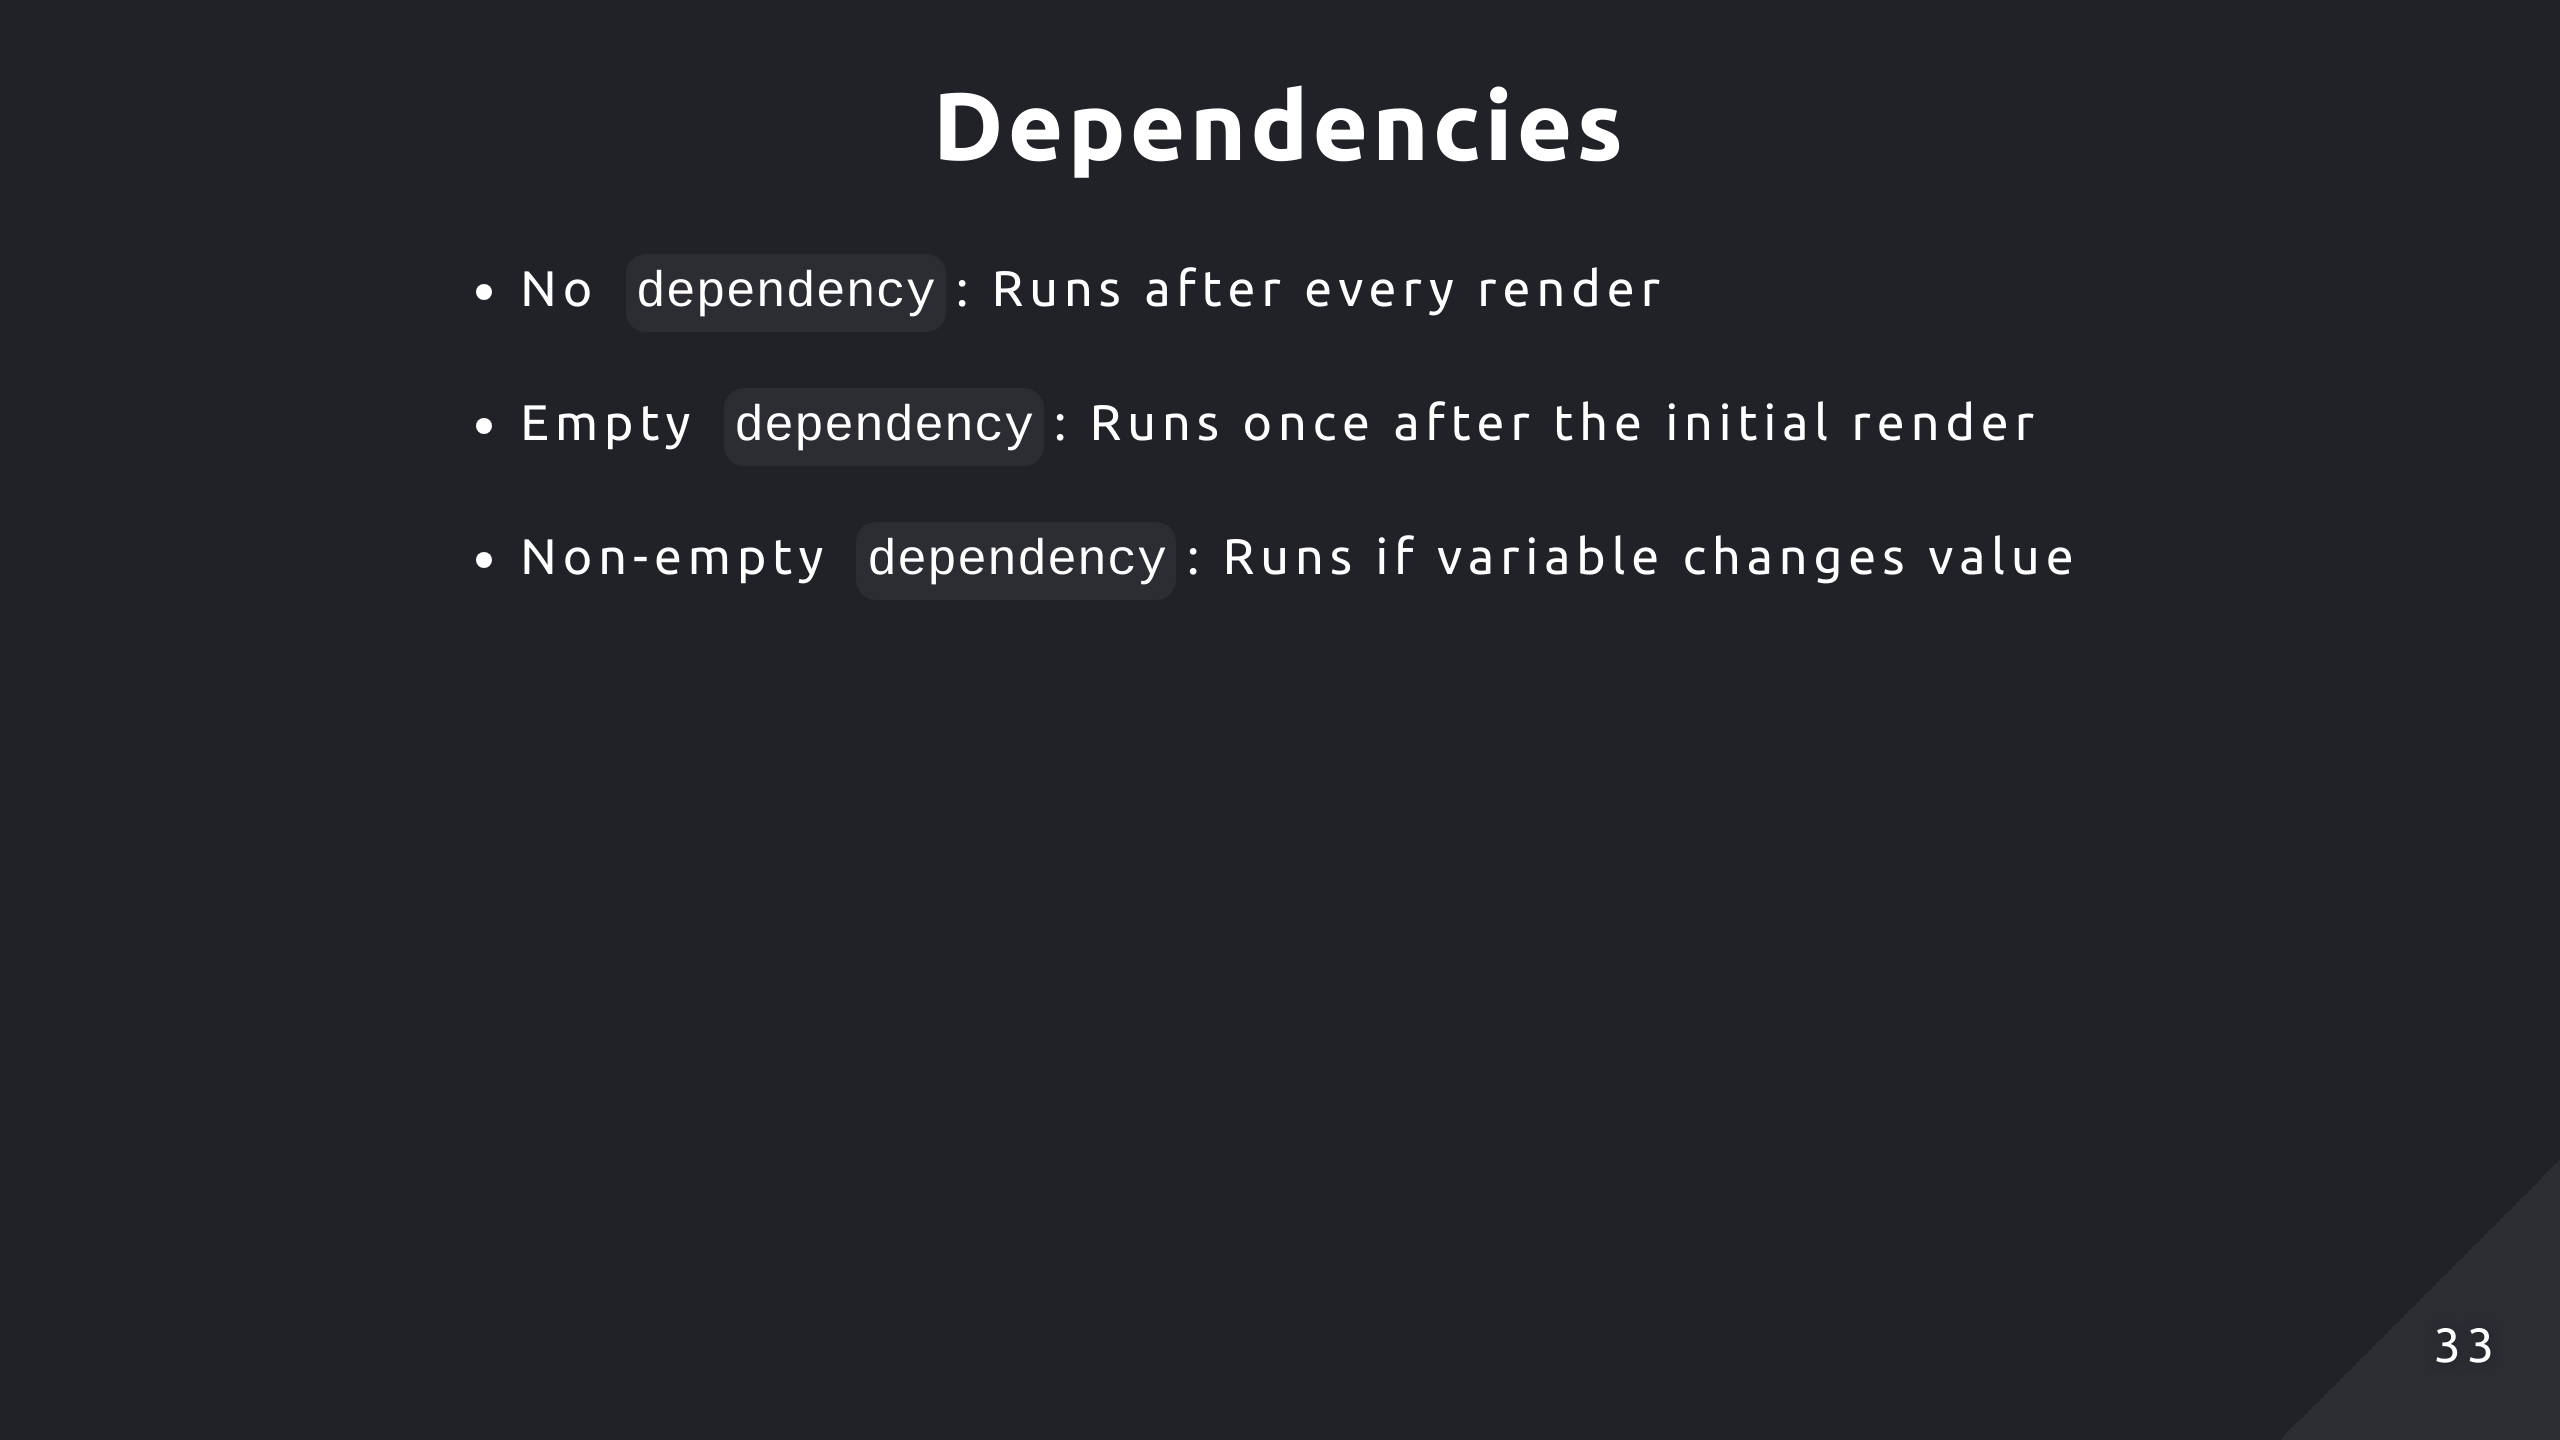 Dependencies
No dependency: Runs after every render
Empty dependency: Runs once after the initial render
Non-empty dependency: Runs if variable changes value
33